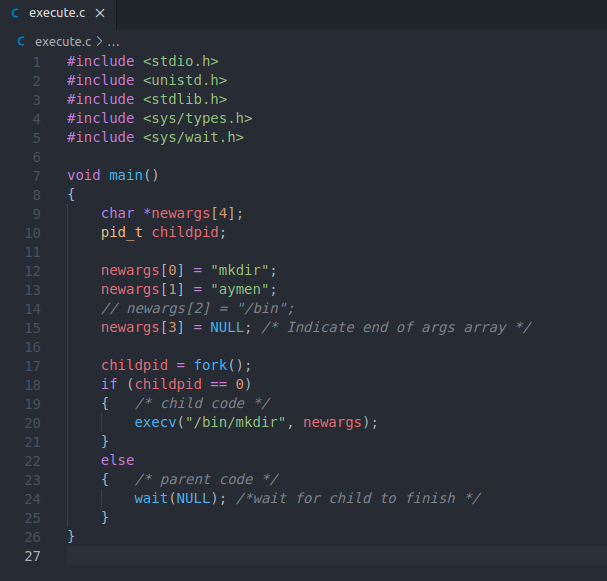 C execute.c ×
C execute.c > ...
1 #include <stdio.h>
2 #include <unistd.h>
3 #include <stdlib.h>
4 #include <sys/types.h>
5 #include <sys/wait.h>
6
7 void main()
8 {
9     char *newargs[4];
10     pid_t childpid;
11
12     newargs[0] = "mkdir";
13     newargs[1] = "aymen";
14     // newargs[2] = "/bin";
15     newargs[3] = NULL; /* Indicate end of args array */
16
17     childpid = fork();
18     if (childpid == 0)
19     {   /* child code */
20         execv("/bin/mkdir", newargs);
21     }
22     else
23     {   /* parent code */
24         wait(NULL); /*wait for child to finish */
25     }
26 }
27